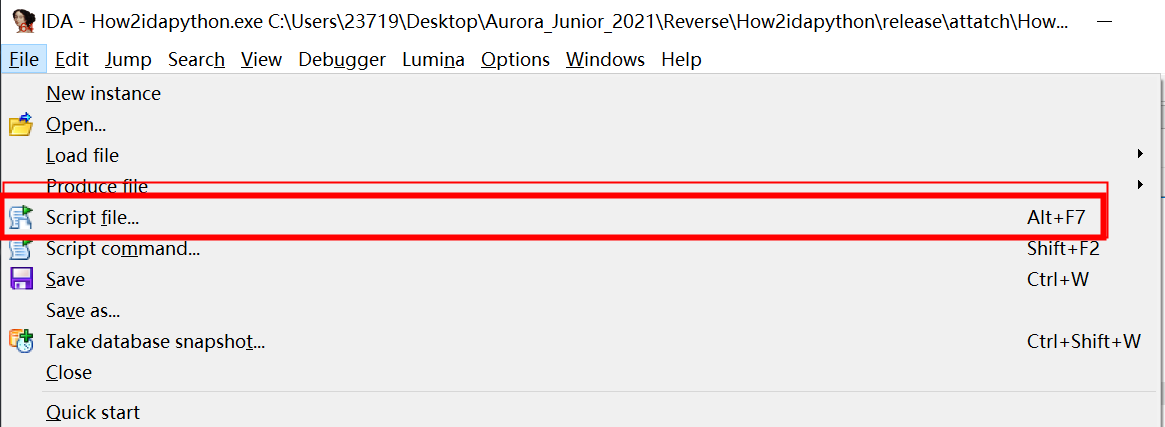 IDA - How2idapython.exe C:\Users\23719\Desktop\Aurora_Junior_2021\Reverse\How2idapython\release\attatch\How...
File Edit Jump Search View Debugger Lumina Options Windows Help
New instance
Open...
Load file
Produce file
Script file... Alt+F7
Script command... Shift+F2
Save Ctrl+W
Save as...
Take database snapshot... Ctrl+Shift+W
Close
Quick start